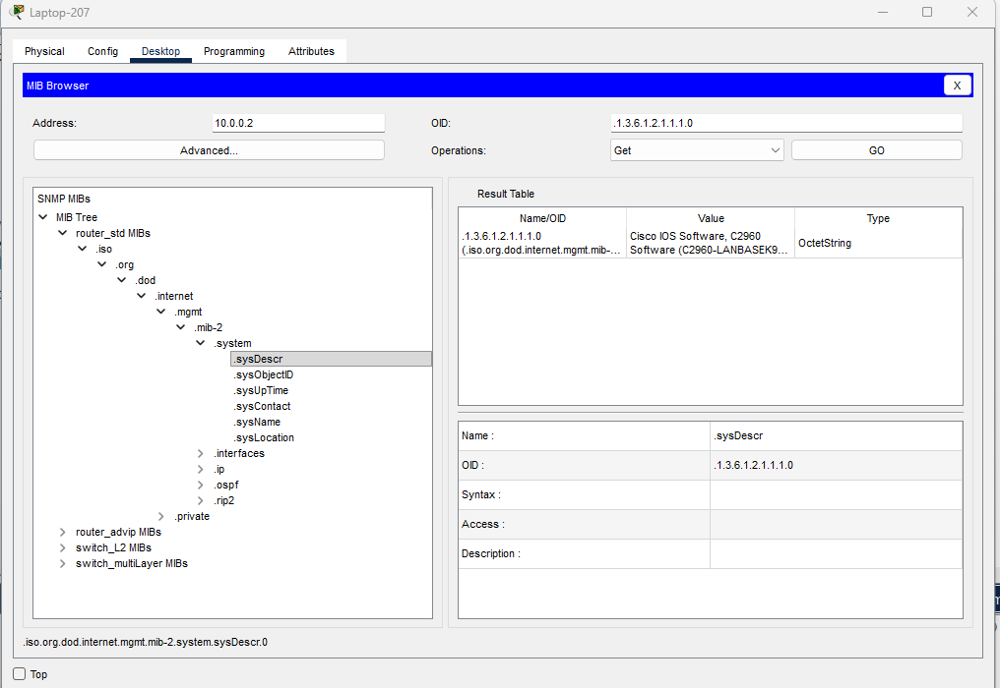 Laptop-207
Physical Config Desktop Programming Attributes
MIB Browser X
Address: 10.0.0.2 OID: .1.3.6.1.2.1.1.1.0
Advanced... Operations: Get GO
SNMP MIBs
MIB Tree
router_std MIBs
.iso
.org
.dod
.internet
.mgmt
.mib-2
.system
.sysDescr
.sysObjectID
.sysUpTime
.sysContact
.sysName
.sysLocation
.interfaces
.ip
.ospf
.rip2
.private
router_advip MIBs
switch_L2 MIBs
switch_multiLayer MIBs
Result Table
Name/OID Value Type
.1.3.6.1.2.1.1.1.0 Cisco IOS Software, C2960 OctetString
(.iso.org.dod.internet.mgmt.mib-... Software (C2960-LANBASEK9...
Name : .sysDescr
OID : .1.3.6.1.2.1.1.1.0
Syntax :
Access :
Description :
.iso.org.dod.internet.mgmt.mib-2.system.sysDescr.0
Top